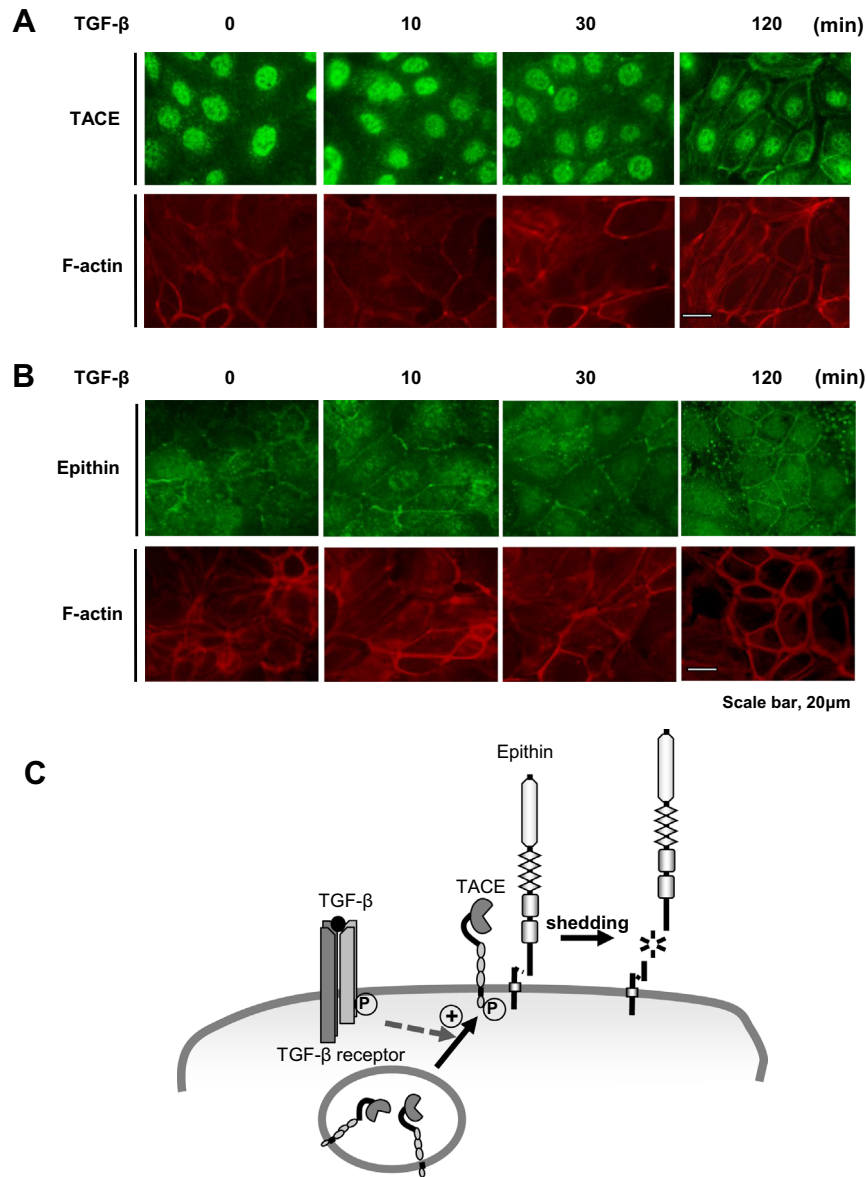 A
TGF-β 0 10 30 120 (min)
TACE
F-actin
B
TGF-β 0 10 30 120 (min)
Epithin
F-actin
Scale bar, 20μm
C
Epithin
TACE
TGF-β
shedding
P
+
P
TGF-β receptor